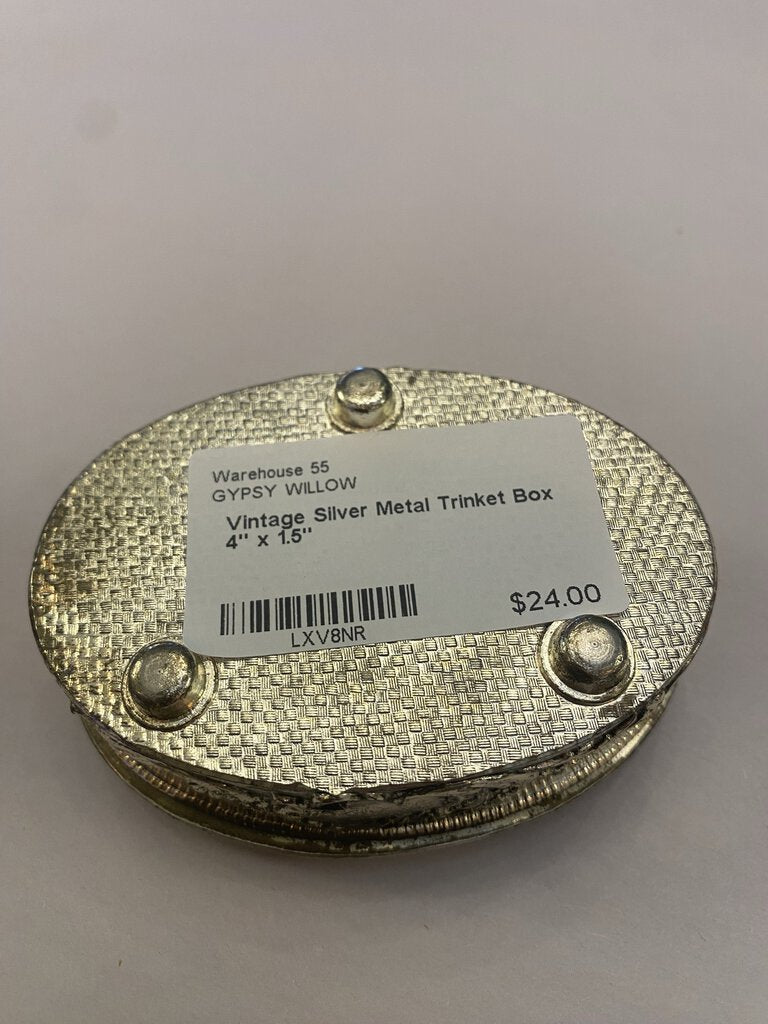 Warehouse 55
GYPSY WILLOW
Vintage Silver Metal Trinket Box
4" x 1.5"
LXV8NR
$24.00